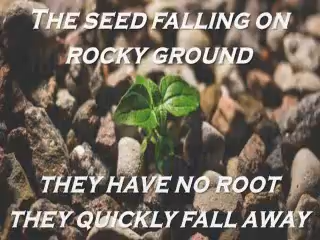 The seed falling on
rocky ground
they have no root
they quickly fall away